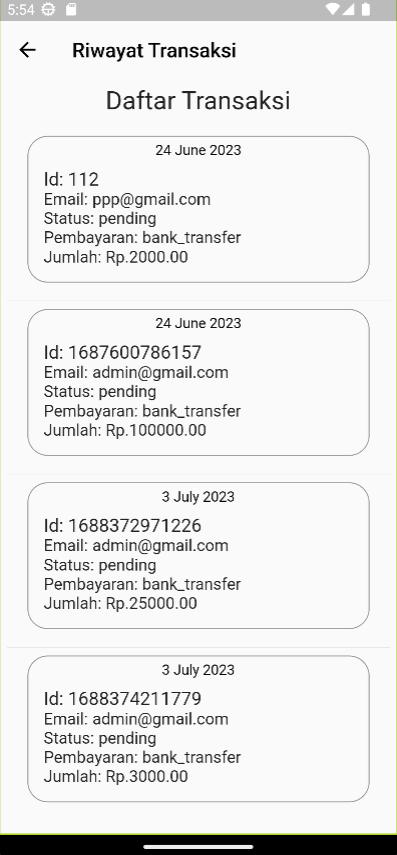 5:54
Riwayat Transaksi
Daftar Transaksi
24 June 2023
Id: 112
Email: ppp@gmail.com
Status: pending
Pembayaran: bank_transfer
Jumlah: Rp.2000.00
24 June 2023
Id: 1687600786157
Email: admin@gmail.com
Status: pending
Pembayaran: bank_transfer
Jumlah: Rp.100000.00
3 July 2023
Id: 1688372971226
Email: admin@gmail.com
Status: pending
Pembayaran: bank_transfer
Jumlah: Rp.25000.00
3 July 2023
Id: 1688374211779
Email: admin@gmail.com
Status: pending
Pembayaran: bank_transfer
Jumlah: Rp.3000.00